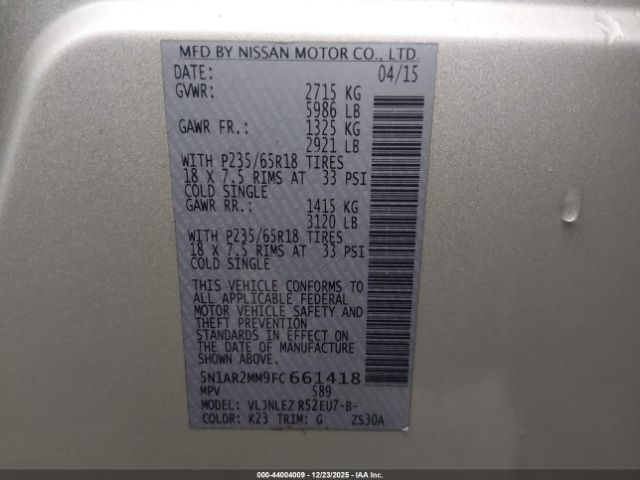 MFD BY NISSAN MOTOR CO., LTD.
DATE: 04/15
GVWR: 2715 KG
5986 LB
GAWR FR.: 1325 KG
2921 LB
WITH P235/65R18 TIRES
18 X 7.5 RIMS AT 33 PSI
COLD SINGLE
GAWR RR.: 1415 KG
3120 LB
WITH P235/65R18 TIRES
18 X 7.5 RIMS AT 33 PSI
COLD SINGLE
THIS VEHICLE CONFORMS TO
ALL APPLICABLE FEDERAL
MOTOR VEHICLE SAFETY AND
THEFT PREVENTION
STANDARDS IN EFFECT ON
THE DATE OF MANUFACTURE
SHOWN ABOVE.
5N1AR2MM9FC661418
MPV 589
MODEL: VLJNLEZ R52EU7-B-
COLOR: K23 TRIM: G ZS30A
000-44004009 • 12/23/2025 • IAAI.com